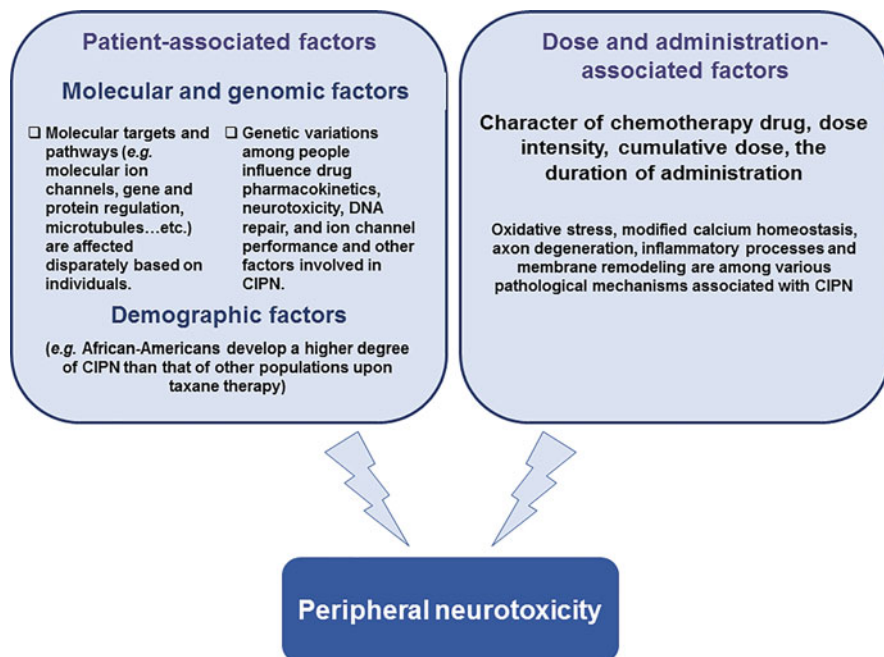 Patient-associated factors
Molecular and genomic factors
❑ Molecular targets and
pathways (e.g.
molecular ion
channels, gene and
protein regulation,
microtubules…etc.)
are affected
disparately based on
individuals.
❑ Genetic variations
among people
influence drug
pharmacokinetics,
neurotoxicity, DNA
repair, and ion channel
performance and other
factors involved in
CIPN.
Demographic factors
(e.g. African-Americans develop a higher degree
of CIPN than that of other populations upon
taxane therapy)
Dose and administration-
associated factors
Character of chemotherapy drug, dose
intensity, cumulative dose, the
duration of administration
Oxidative stress, modified calcium homeostasis,
axon degeneration, inflammatory processes and
membrane remodeling are among various
pathological mechanisms associated with CIPN
Peripheral neurotoxicity